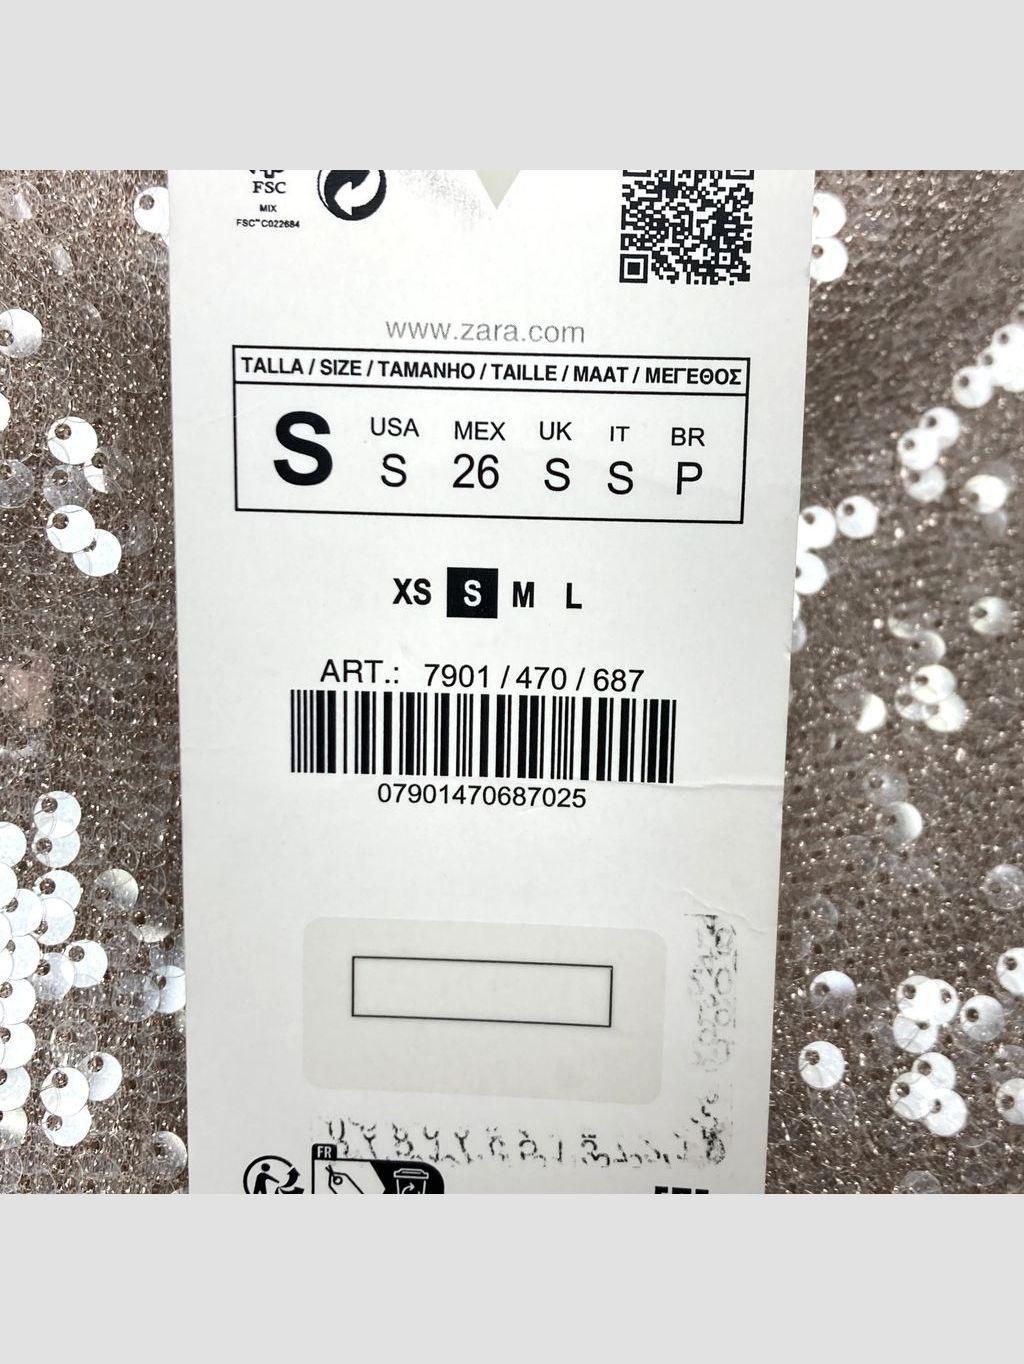 FSC
MIX
FSC™ C022684
www.zara.com
TALLA / SIZE / TAMANHO / TAILLE / MAAT / ΜΕΓΕΘΟΣ
S
USA MEX UK IT BR
S 26 S S P
XS S M L
ART.: 7901 / 470 / 687
07901470687025
FR